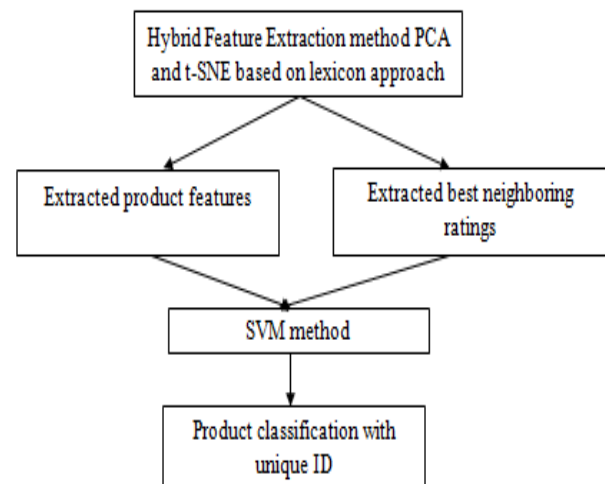 Hybrid Feature Extraction method PCA
and t-SNE based on lexicon approach
Extracted product features
Extracted best neighboring
ratings
SVM method
Product classification with
unique ID